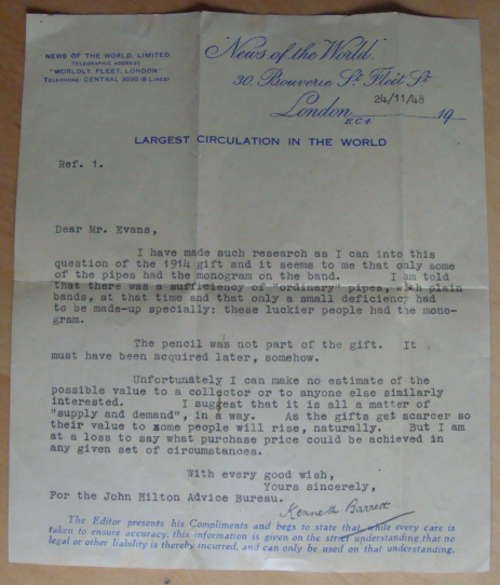 NEWS OF THE WORLD, LIMITED.
TELEGRAPHIC ADDRESS
"WORLDLY, FLEET, LONDON"
TELEPHONE: CENTRAL 3030 (6 LINES)
News of the World.
30, Bouverie St. Fleet St.
24/11/48
London, 19
E.C.4.
LARGEST CIRCULATION IN THE WORLD
Ref. 1.
Dear Mr. Evans,
I have made such research as I can into this
question of the 1914 gift and it seems to me that only some
of the pipes had the monogram on the band. I am told
that there was a sufficiency of "ordinary" pipes, with plain
bands, at that time and that only a small deficiency had
to be made-up specially: these luckier people had the mono-
gram.
The pencil was not part of the gift. It
must have been acquired later, somehow.
Unfortunately I can make no estimate of the
possible value to a collector or to anyone else similarly
interested. I suggest that it is all a matter of
"supply and demand", in a way. As the gifts get scarcer so
their value to some people will rise, naturally. But I am
at a loss to say what purchase price could be achieved in
any given set of circumstances.
With every good wish,
Yours sincerely,
For the John Hilton Advice Bureau.
Kenneth Barrett
The Editor presents his Compliments and begs to state that, while every care is
taken to ensure accuracy, this information is given on the strict understanding that no
legal or other liability is thereby incurred, and can only be used on that understanding.